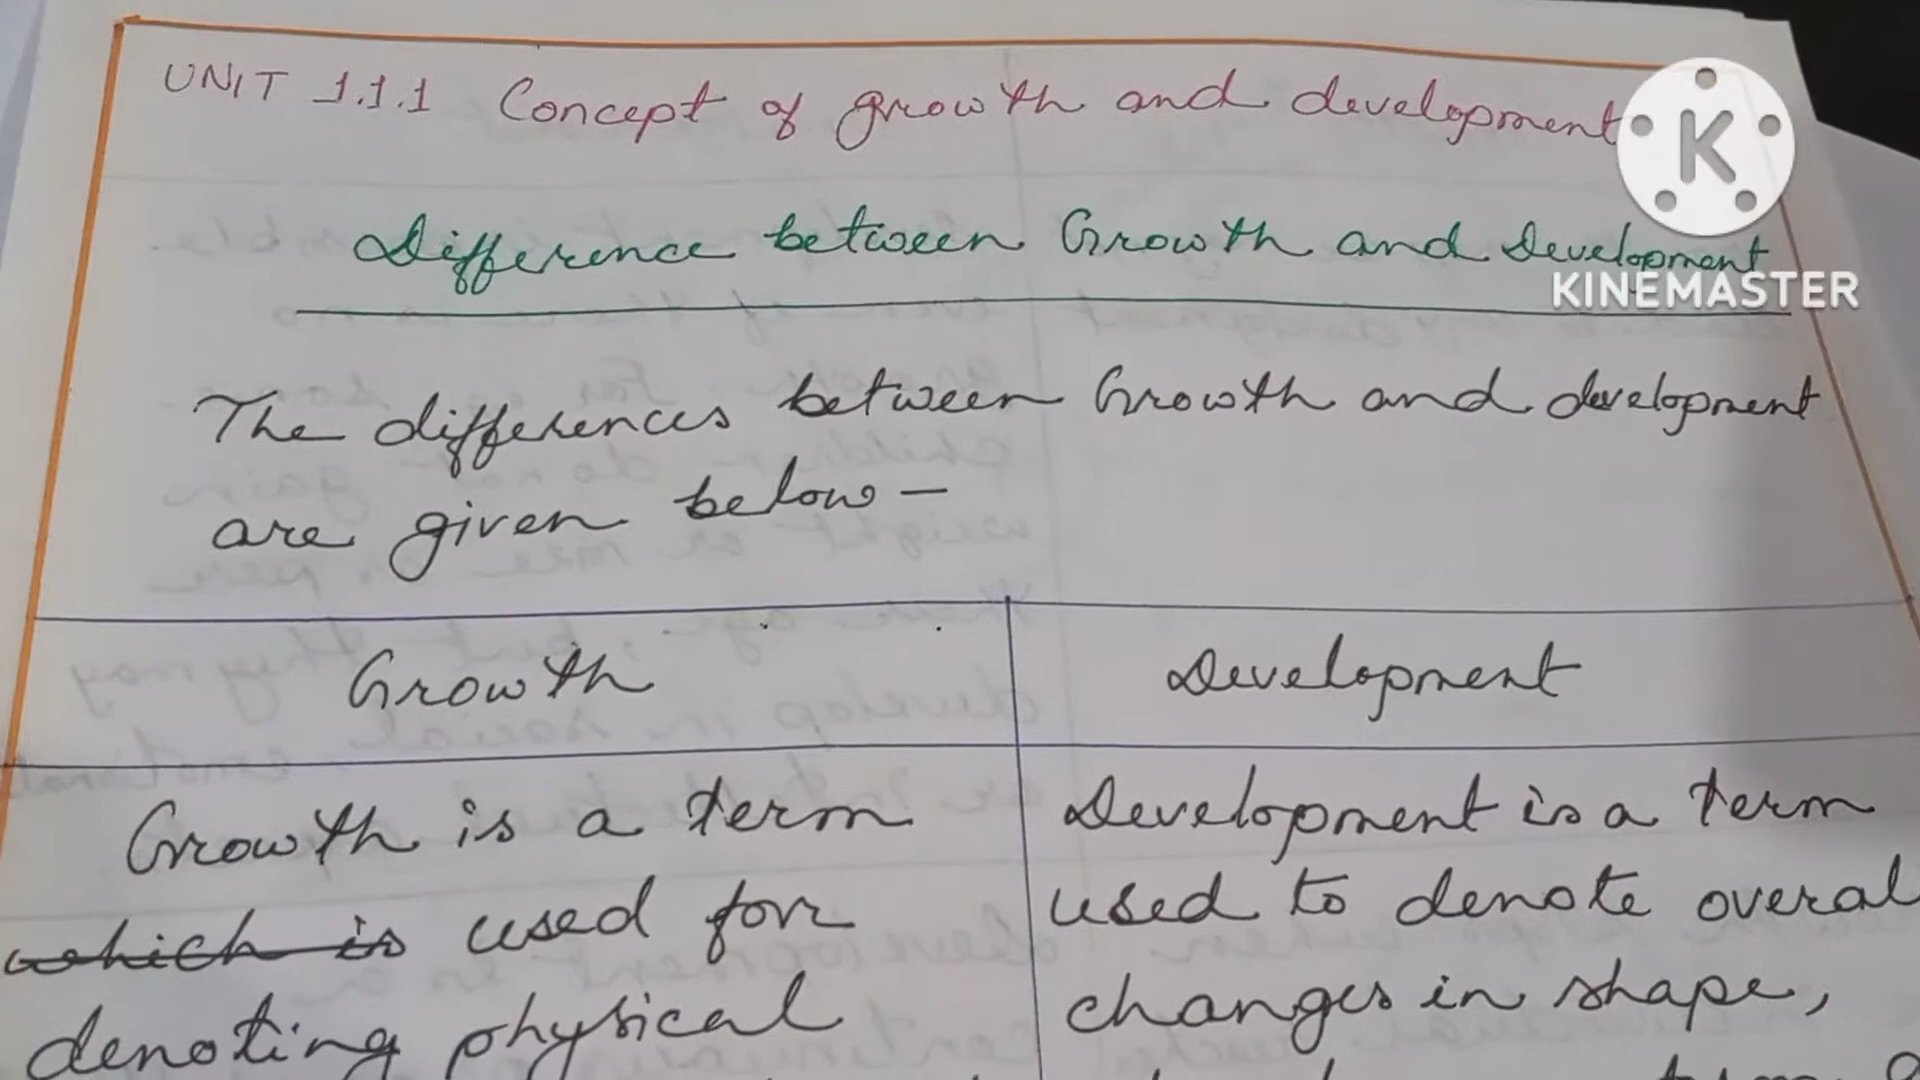 UNIT 1.1.1 Concept of growth and development
Difference between Growth and Development
KINEMASTER
The differences between Growth and development
are given below –
Growth
Development
Growth is a term
which is used for
denoting physical
Development is a term
used to denote overal
changes in shape,